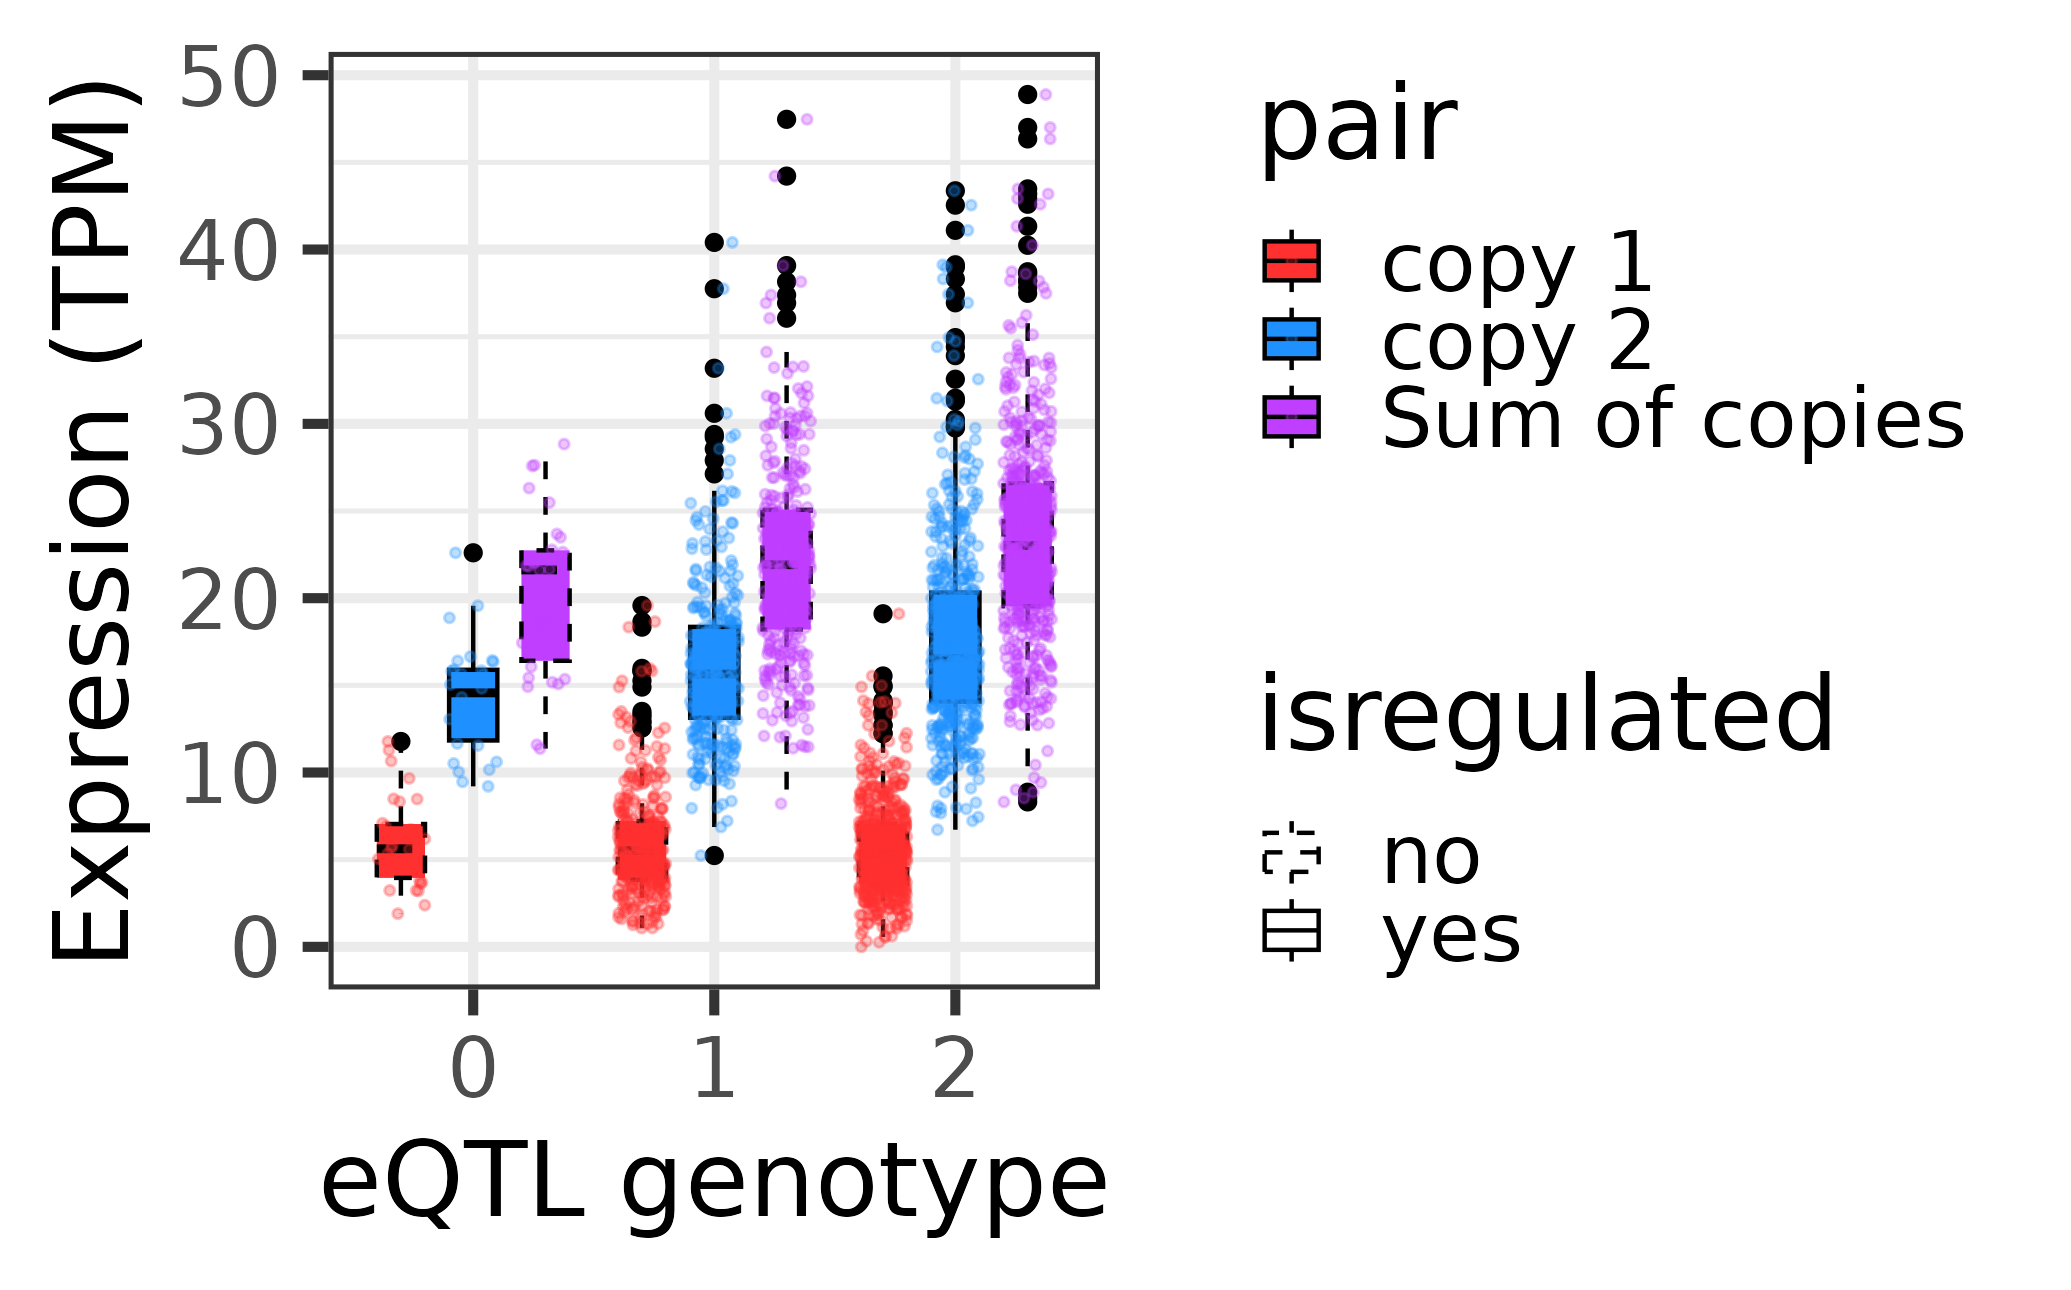 Expression (TPM)
50
40
30
20
10
0
0 1 2
eQTL genotype
pair
copy 1
copy 2
Sum of copies
isregulated
no
yes